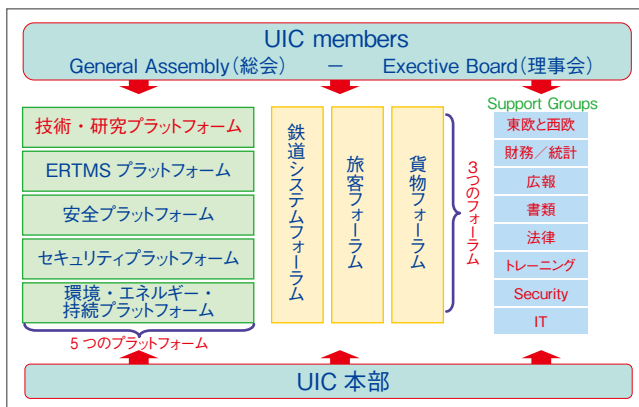 UIC members
General Assembly（総会） － Exective Board（理事会）
技術・研究プラットフォーム
ERTMS プラットフォーム
安全プラットフォーム
セキュリティプラットフォーム
環境・エネルギー・
持続プラットフォーム
5 つのプラットフォーム
鉄道システムフォーラム
旅客フォーラム
貨物フォーラム
3つのフォーラム
Support Groups
東欧と西欧
財務／統計
広報
書類
法律
トレーニング
Security
IT
UIC 本部